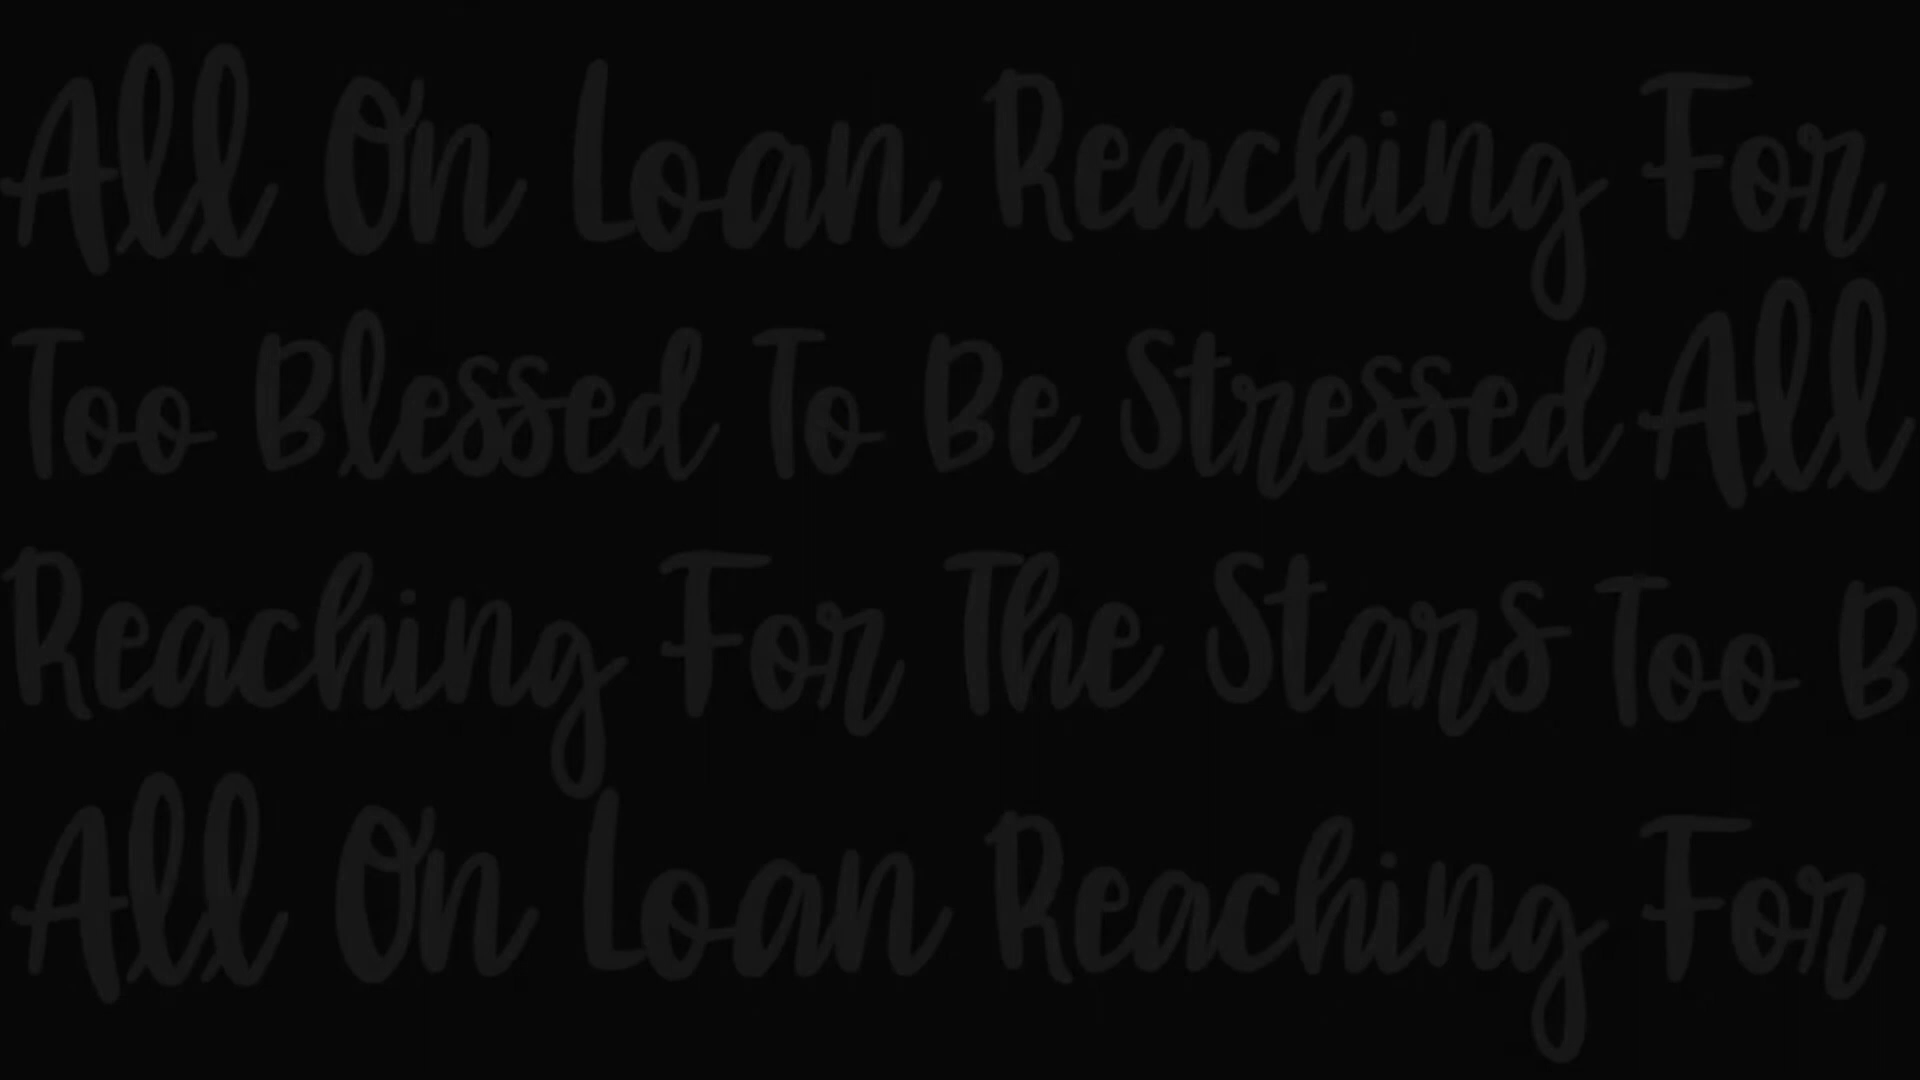 All On Loan Reaching For
Too Blessed To Be Stressed All
Reaching For The Stars Too B
All On Loan Reaching For